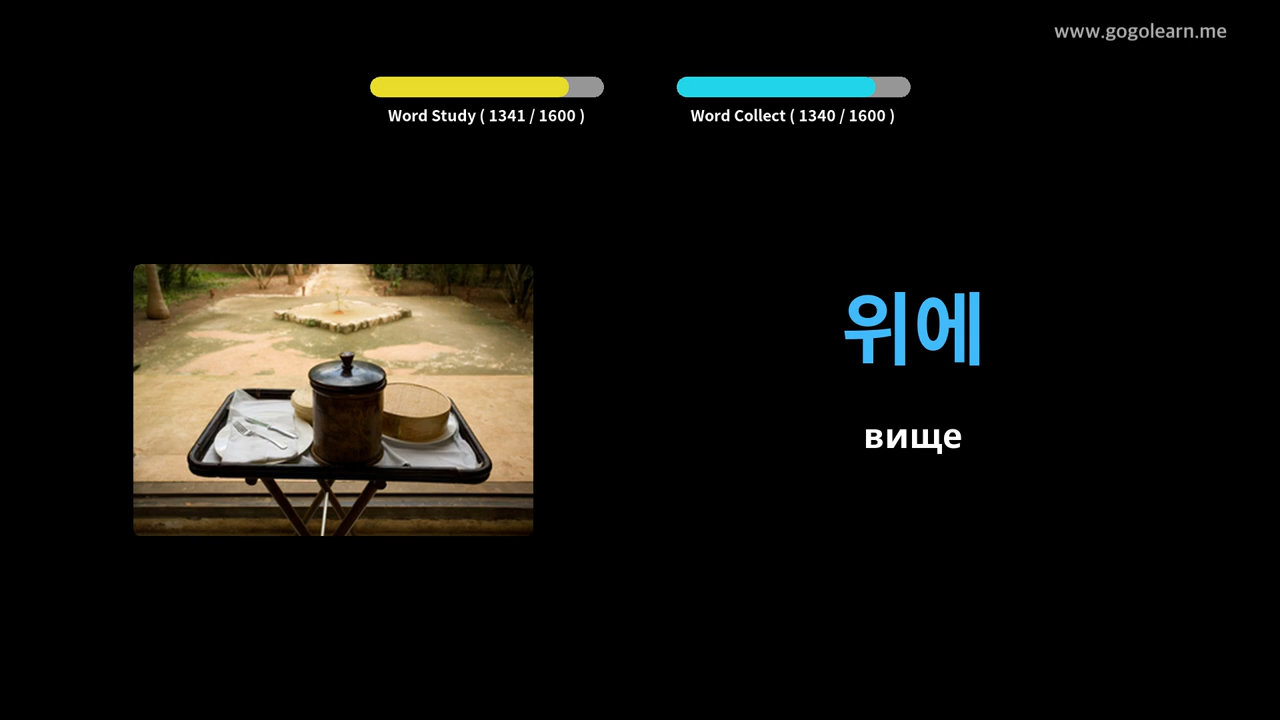 www.gogolearn.me
Word Study ( 1341 / 1600 )
Word Collect ( 1340 / 1600 )
위에
вище